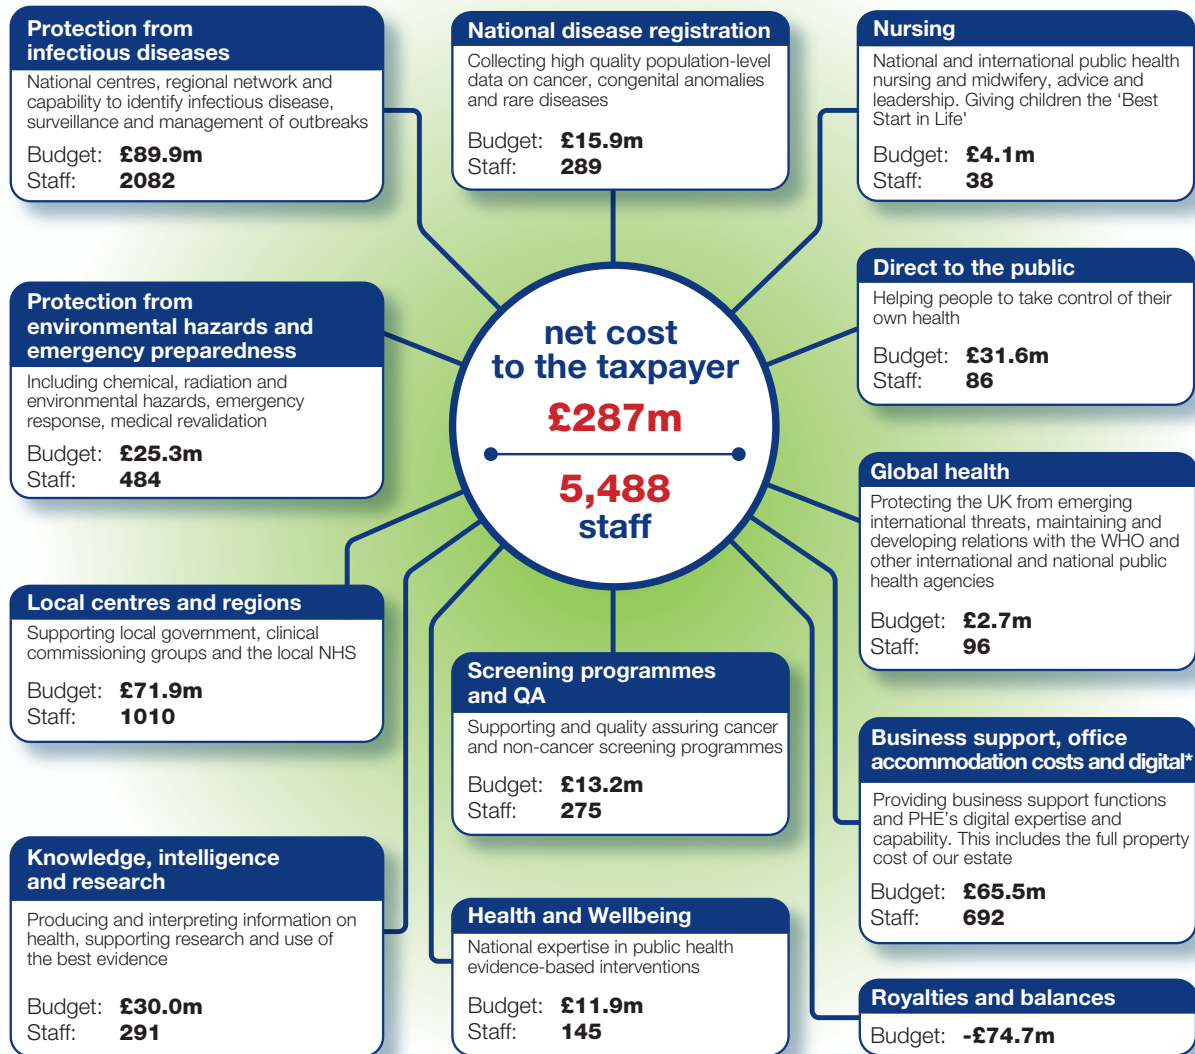 Protection from
infectious diseases
National centres, regional network and
capability to identify infectious disease,
surveillance and management of outbreaks
Budget: £89.9m
Staff: 2082
National disease registration
Collecting high quality population-level
data on cancer, congenital anomalies
and rare diseases
Budget: £15.9m
Staff: 289
Nursing
National and international public health
nursing and midwifery, advice and
leadership. Giving children the ‘Best
Start in Life'
Budget: £4.1m
Staff: 38
Protection from
environmental hazards and
emergency preparedness
Including chemical, radiation and
environmental hazards, emergency
response, medical revalidation
Budget: £25.3m
Staff: 484
net cost
to the taxpayer
£287m
5,488
staff
Direct to the public
Helping people to take control of their
own health
Budget: £31.6m
Staff: 86
Global health
Protecting the UK from emerging
international threats, maintaining and
developing relations with the WHO and
other international and national public
health agencies
Budget: £2.7m
Staff: 96
Local centres and regions
Supporting local government, clinical
commissioning groups and the local NHS
Budget: £71.9m
Staff: 1010
Screening programmes
and QA
Supporting and quality assuring cancer
and non-cancer screening programmes
Budget: £13.2m
Staff: 275
Business support, office
accommodation costs and digital*
Providing business support functions
and PHE’s digital expertise and
capability. This includes the full property
cost of our estate
Budget: £65.5m
Staff: 692
Knowledge, intelligence
and research
Producing and interpreting information on
health, supporting research and use of
the best evidence
Budget: £30.0m
Staff: 291
Health and Wellbeing
National expertise in public health
evidence-based interventions
Budget: £11.9m
Staff: 145
Royalties and balances
Budget: -£74.7m